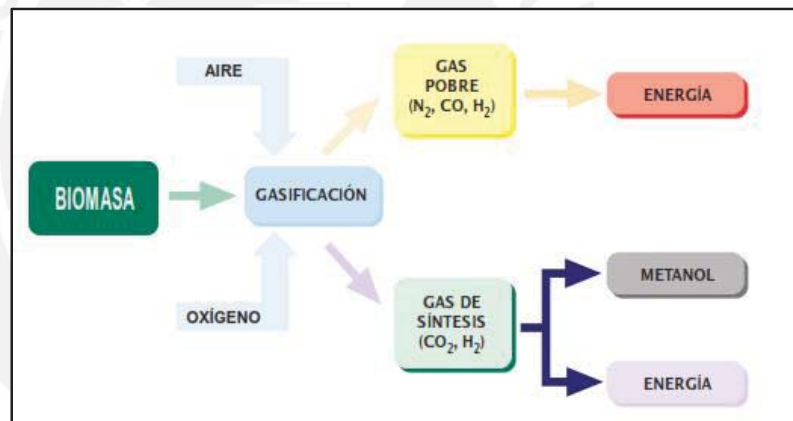 AIRE
GAS
POBRE
(N2, CO, H2)
ENERGÍA
BIOMASA
GASIFICACIÓN
METANOL
OXÍGENO
GAS DE
SÍNTESIS
(CO2, H2)
ENERGÍA